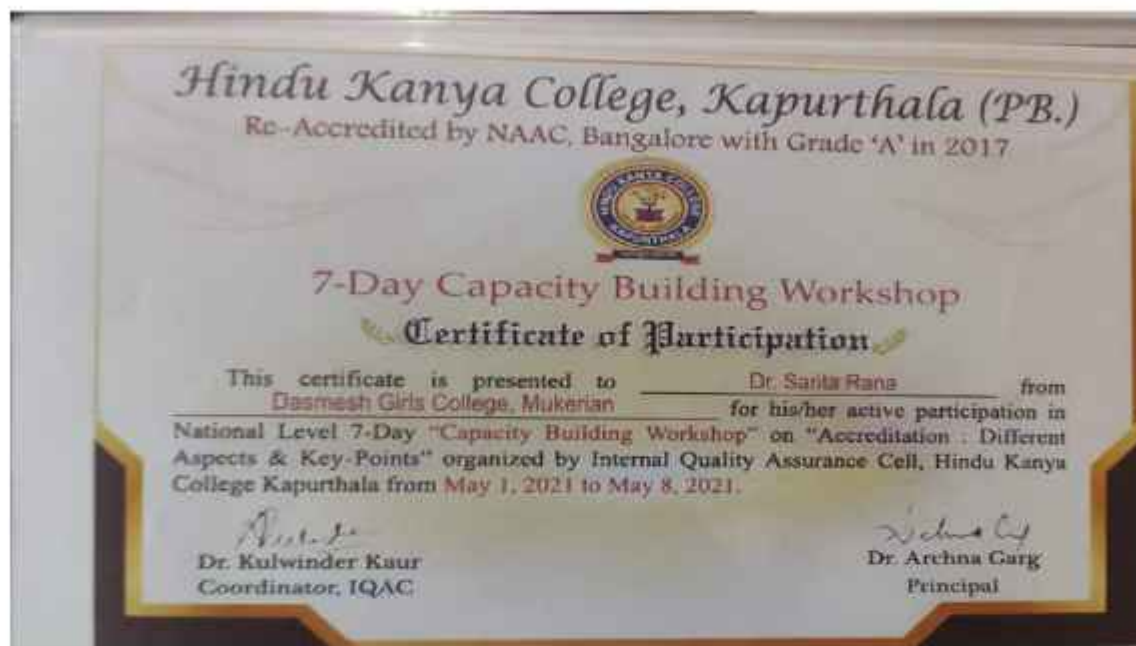 Hindu Kanya College, Kapurthala (PB.)
Re-Accredited by NAAC, Bangalore with Grade 'A' in 2017
HINDU KANYA COLLEGE
KAPURTHALA
7-Day Capacity Building Workshop
Certificate of Participation
This certificate is presented to Dr. Sarita Rana from
Dasmesh Girls College, Mukerian for his/her active participation in
National Level 7-Day "Capacity Building Workshop" on "Accreditation : Different
Aspects & Key-Points" organized by Internal Quality Assurance Cell, Hindu Kanya
College Kapurthala from May 1, 2021 to May 8, 2021.
Dr. Kulwinder Kaur
Coordinator, IQAC
Dr. Archna Garg
Principal